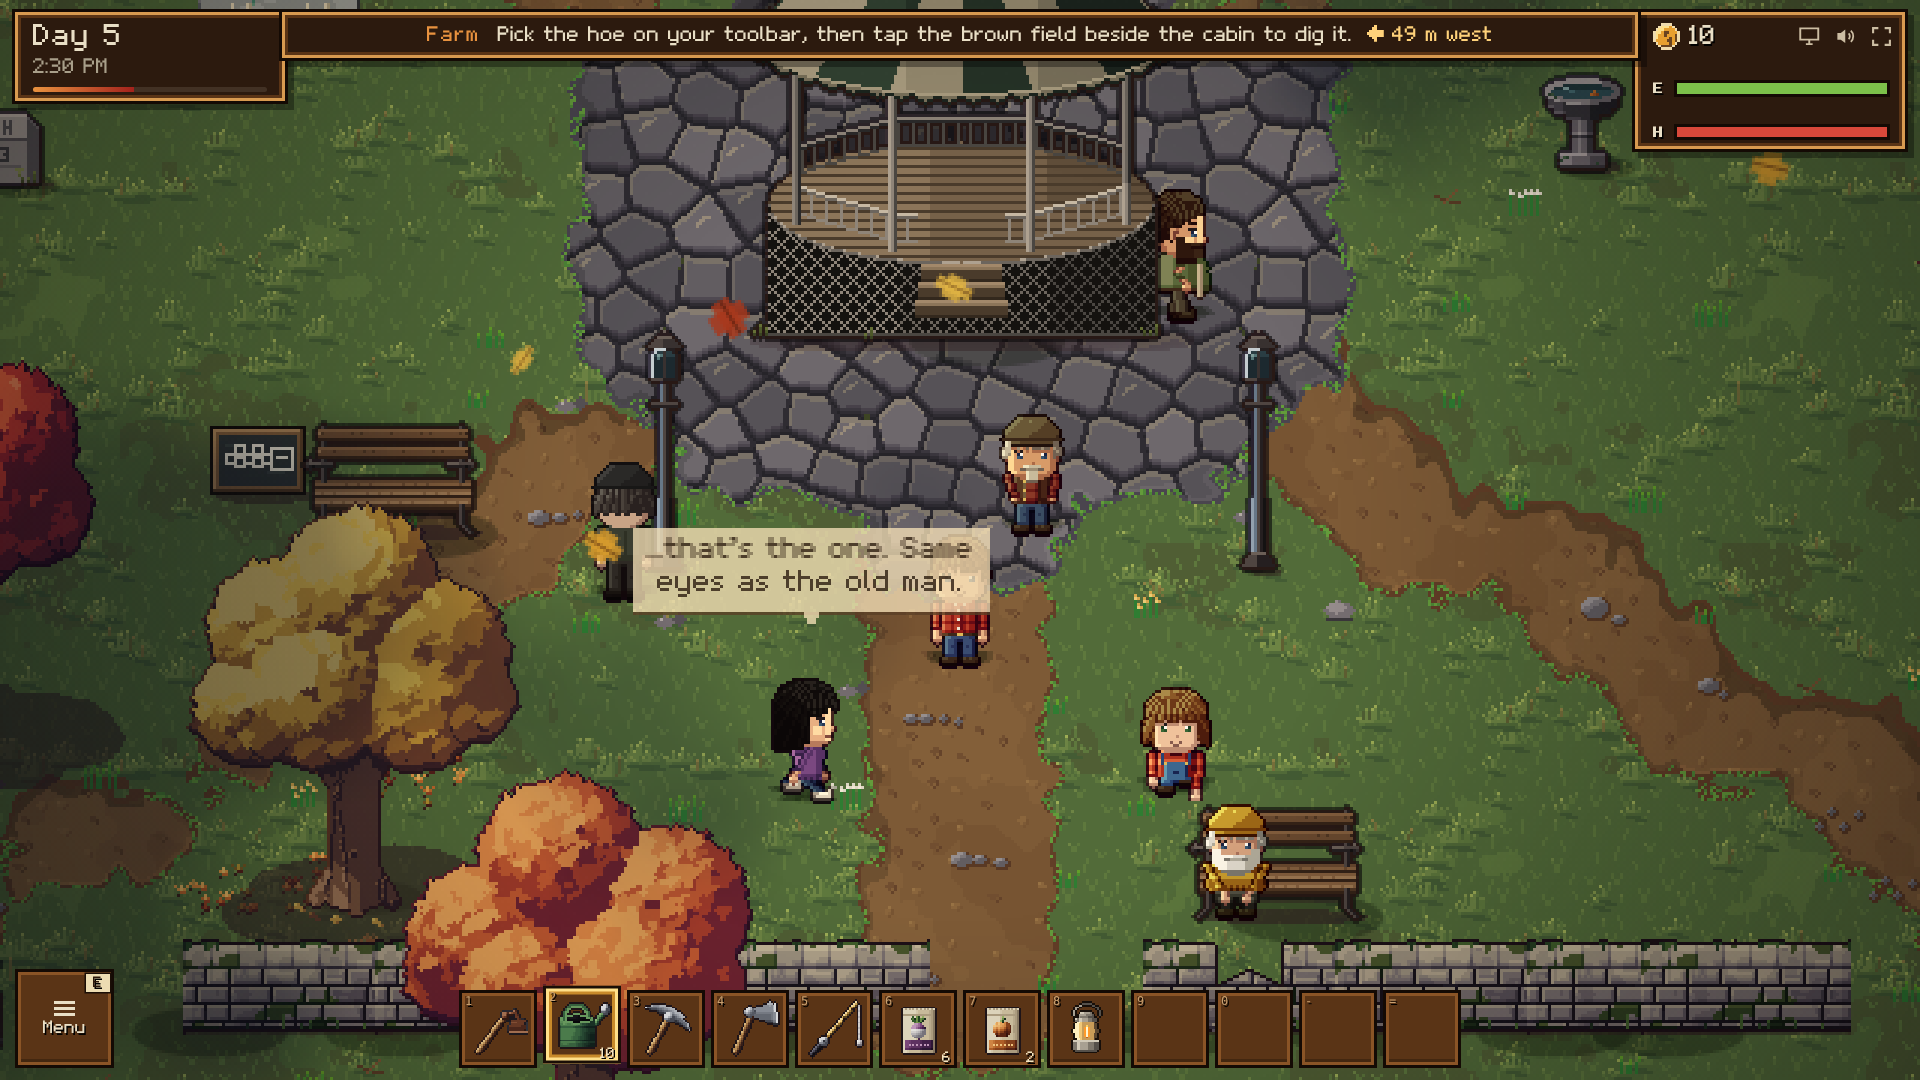 Day 5
2:30 PM
Farm Pick the hoe on your toolbar, then tap the brown field beside the cabin to dig it. 49 m west
10
E
H
H
…that's the one. Same
eyes as the old man.
E
Menu
1
2
10
3
4
5
6
6
7
2
8
9
0
-
=